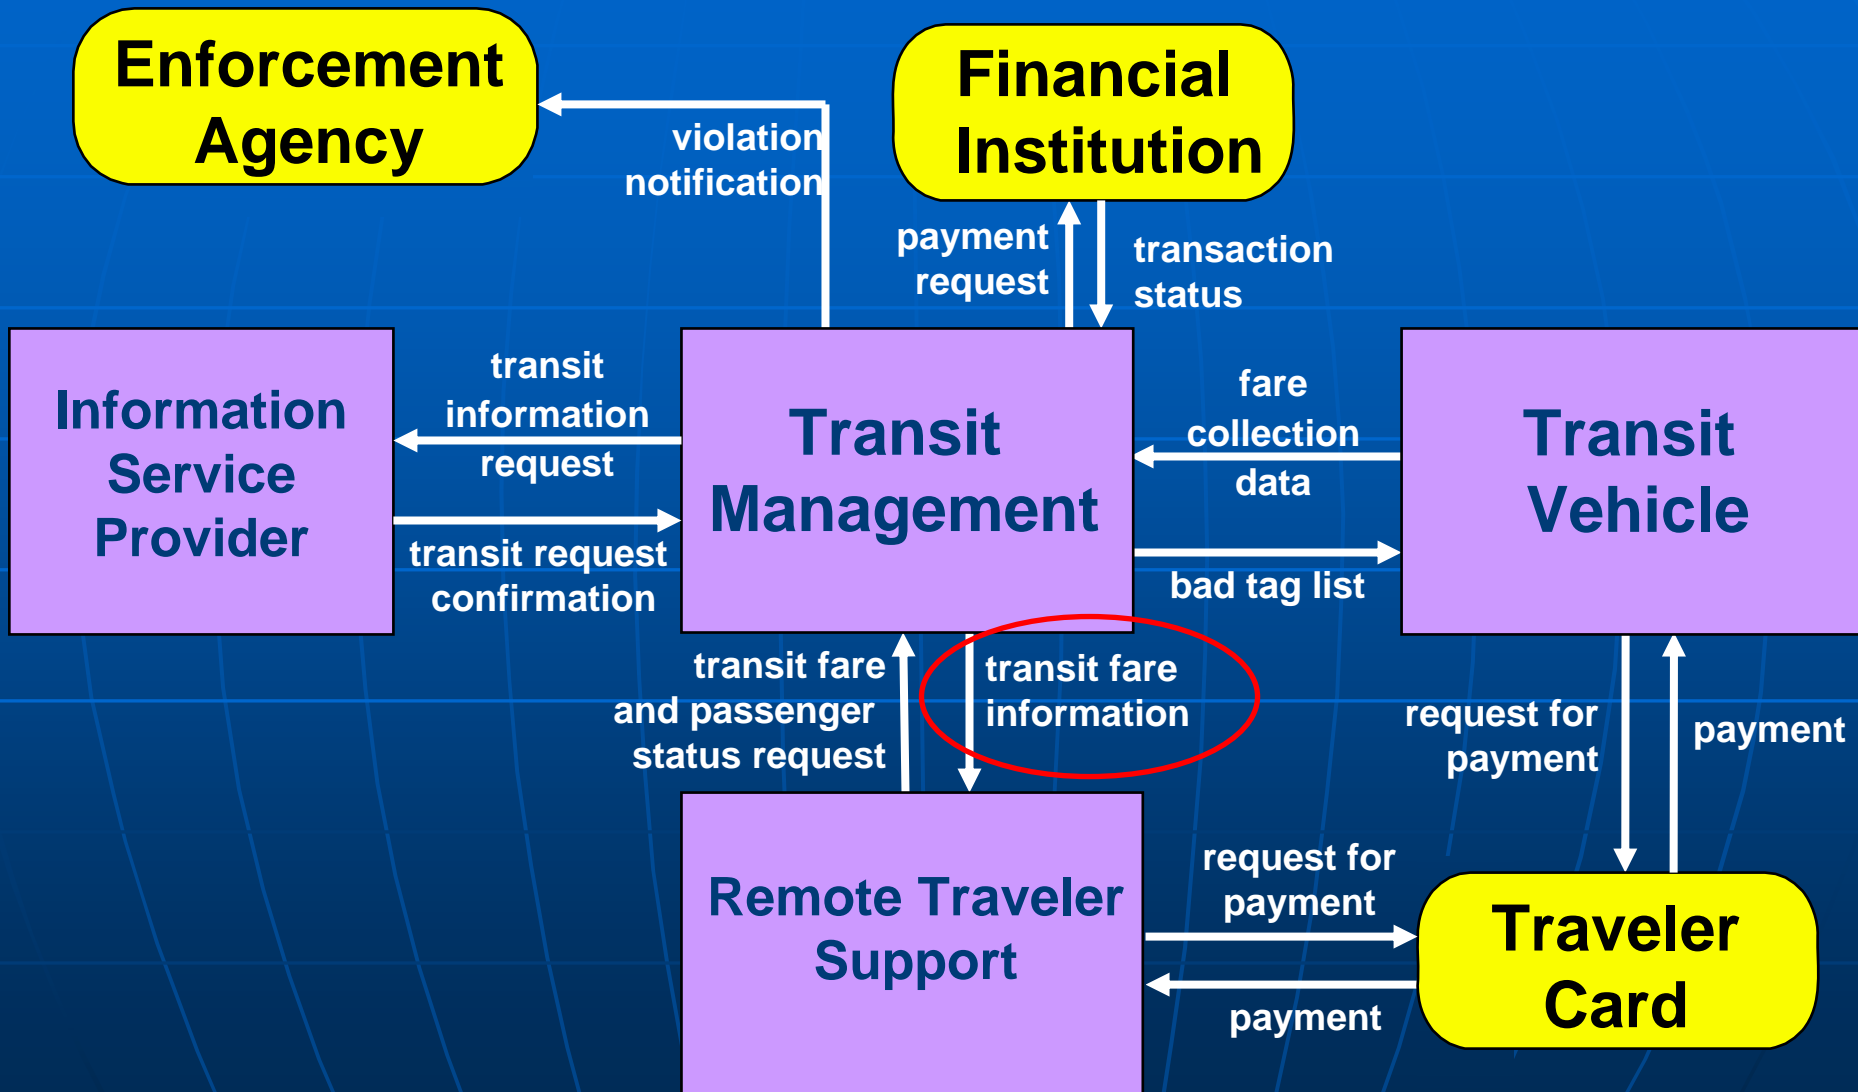 Enforcement
Agency
Financial
Institution
violation
notification
payment
request
transaction
status
Information
Service
Provider
transit
information
request
transit request
confirmation
Transit
Management
fare
collection
data
bad tag list
Transit
Vehicle
transit fare
and passenger
status request
transit fare
information
request for
payment
payment
Remote Traveler
Support
request for
payment
payment
Traveler
Card